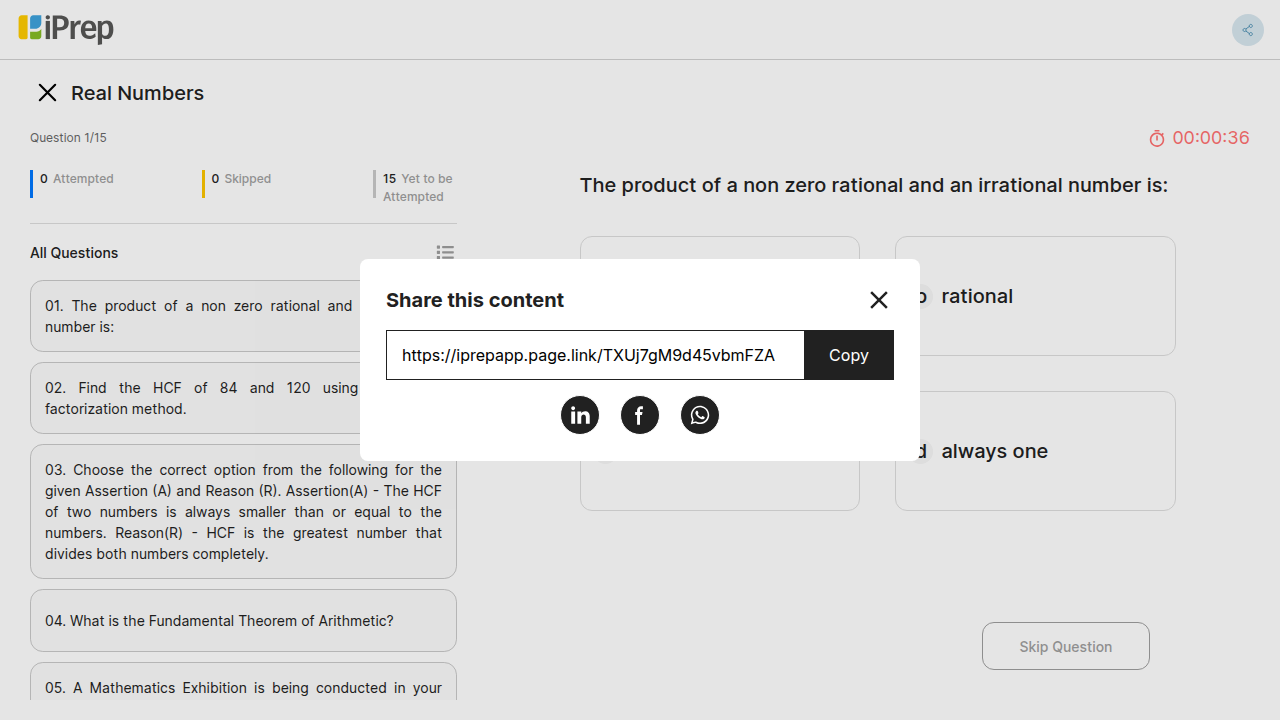 iPrep
Real Numbers
Question 1/15
00:00:36
0 Attempted
0 Skipped
15 Yet to be
Attempted
All Questions
01. The product of a non zero rational and
number is:
02. Find the HCF of 84 and 120 using
factorization method.
03. Choose the correct option from the following for the
given Assertion (A) and Reason (R). Assertion(A) - The HCF
of two numbers is always smaller than or equal to the
numbers. Reason(R) - HCF is the greatest number that
divides both numbers completely.
04. What is the Fundamental Theorem of Arithmetic?
05. A Mathematics Exhibition is being conducted in your
The product of a non zero rational and an irrational number is:
rational
always one
Skip Question
Share this content
https://iprepapp.page.link/TXUj7gM9d45vbmFZA
Copy